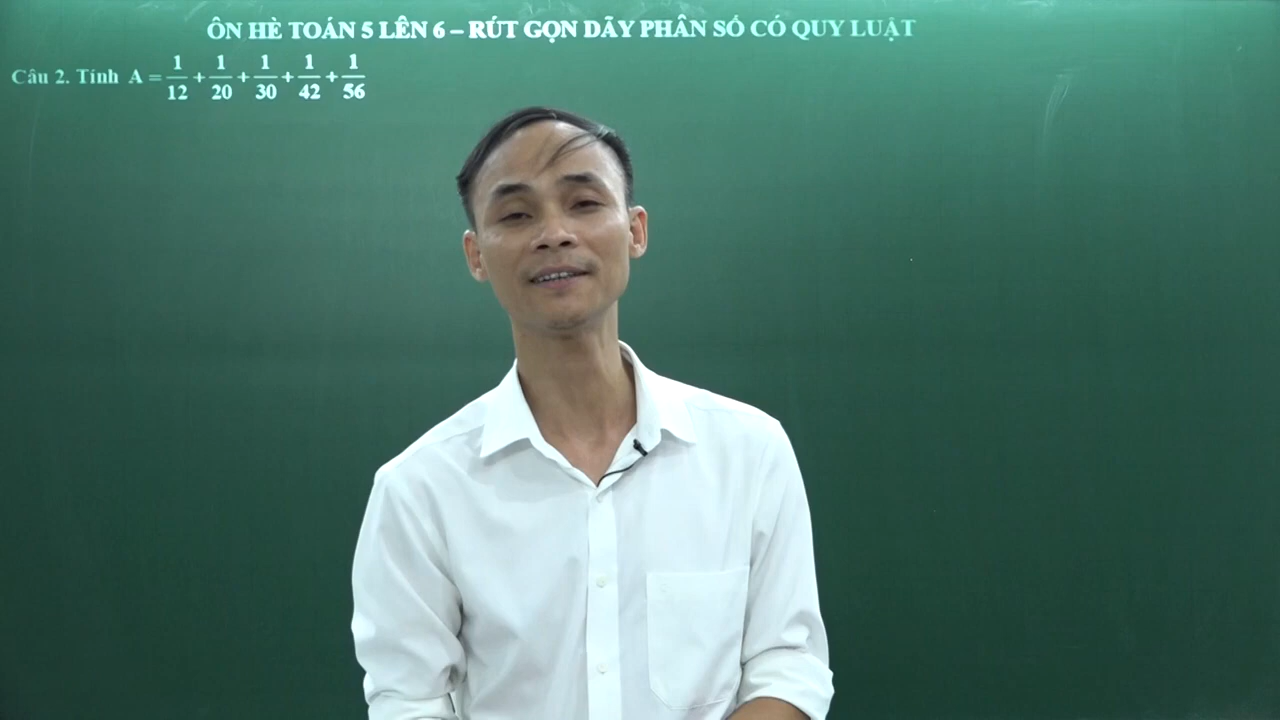 ÔN HÈ TOÁN 5 LÊN 6 – RÚT GỌN DÃY PHÂN SỐ CÓ QUY LUẬT
Câu 2. Tính A = 1/12 + 1/20 + 1/30 + 1/42 + 1/56